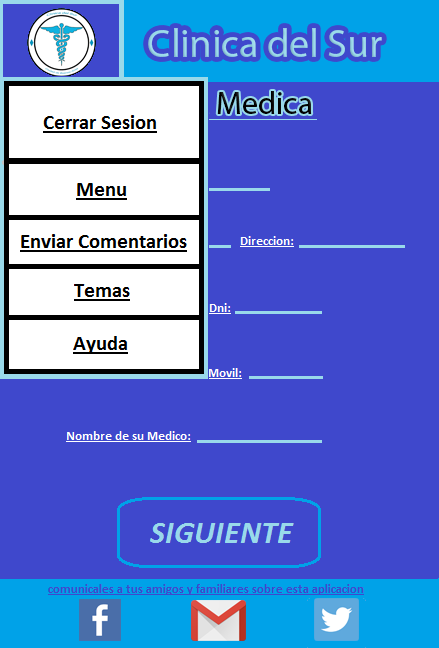 Clinica del Sur
Medica
Cerrar Sesion
Menu
Enviar Comentarios
Direccion:
Temas
Dni:
Ayuda
Movil:
Nombre de su Medico:
SIGUIENTE
comunicales a tus amigos y familiares sobre esta aplicacion